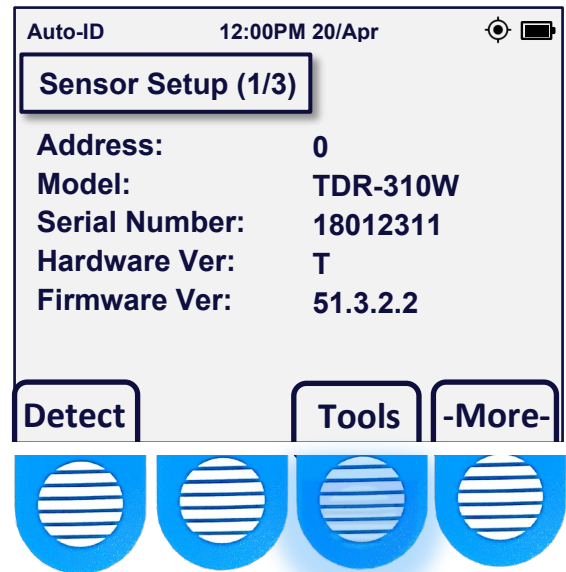 Auto-ID 12:00PM 20/Apr
Sensor Setup (1/3)
Address: 0
Model: TDR-310W
Serial Number: 18012311
Hardware Ver: T
Firmware Ver: 51.3.2.2
Detect Tools -More-